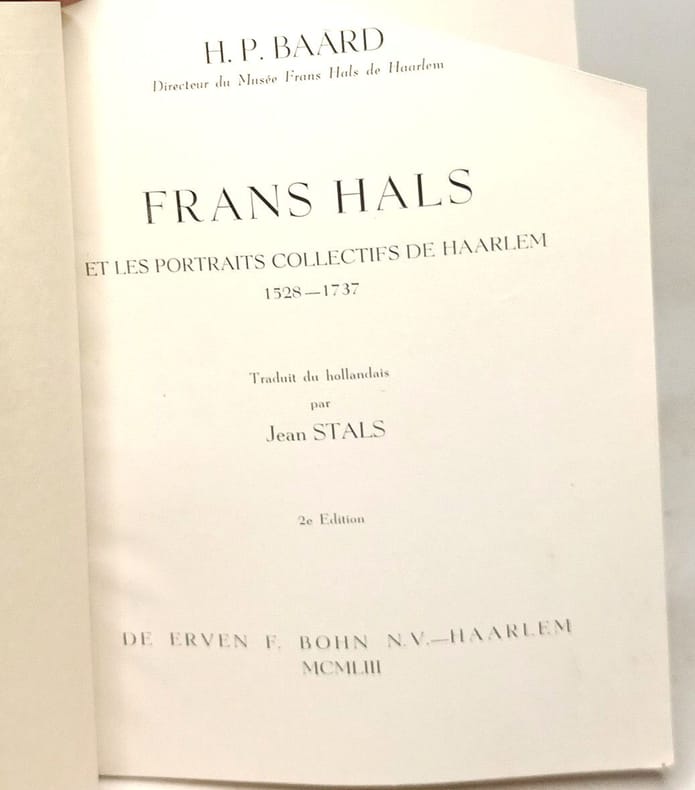 H. P. BAARD
Directeur du Musée Frans Hals de Haarlem
FRANS HALS
ET LES PORTRAITS COLLECTIFS DE HAARLEM
1528—1737
Traduit du hollandais
par
Jean STALS
2e Edition
DE ERVEN F. BOHN N.V.—HAARLEM
MCMLIII